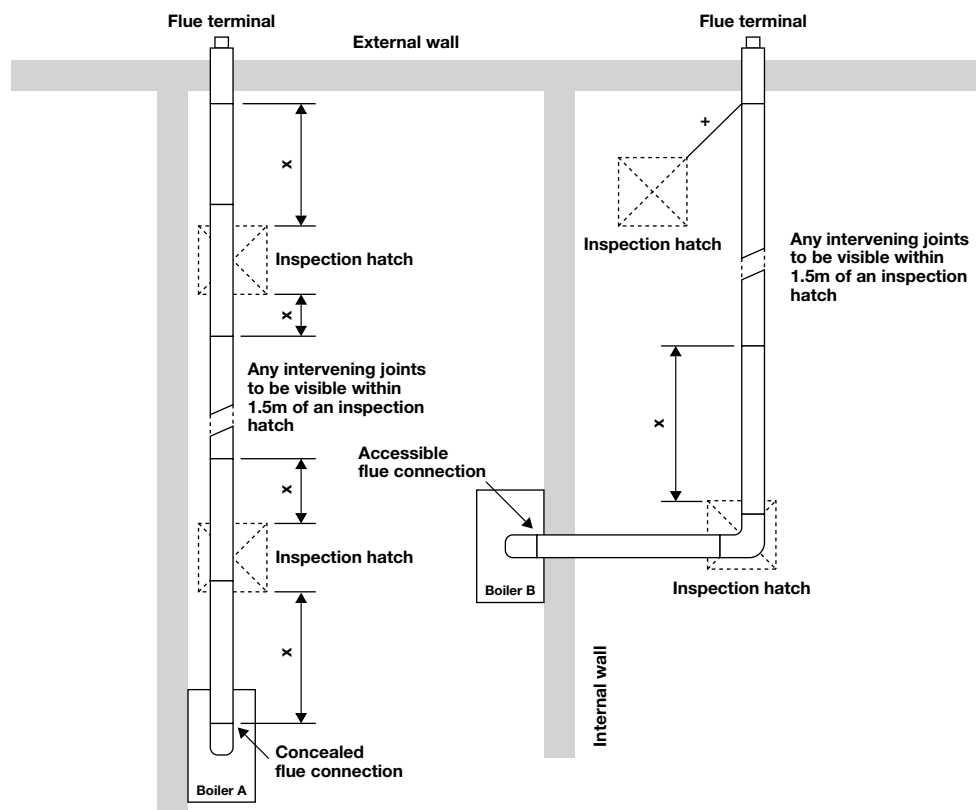 Flue terminal
External wall
Flue terminal
x
+
Inspection hatch
Inspection hatch
Any intervening joints
to be visible within
1.5m of an inspection
hatch
x
Any intervening joints
to be visible within
1.5m of an inspection
hatch
x
Accessible
flue connection
x
Inspection hatch
Boiler B
Inspection hatch
x
Internal wall
Concealed
flue connection
Boiler A